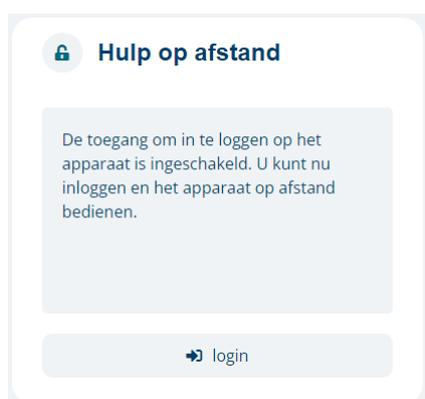 Hulp op afstand
De toegang om in te loggen op het
apparaat is ingeschakeld. U kunt nu
inloggen en het apparaat op afstand
bedienen.
login